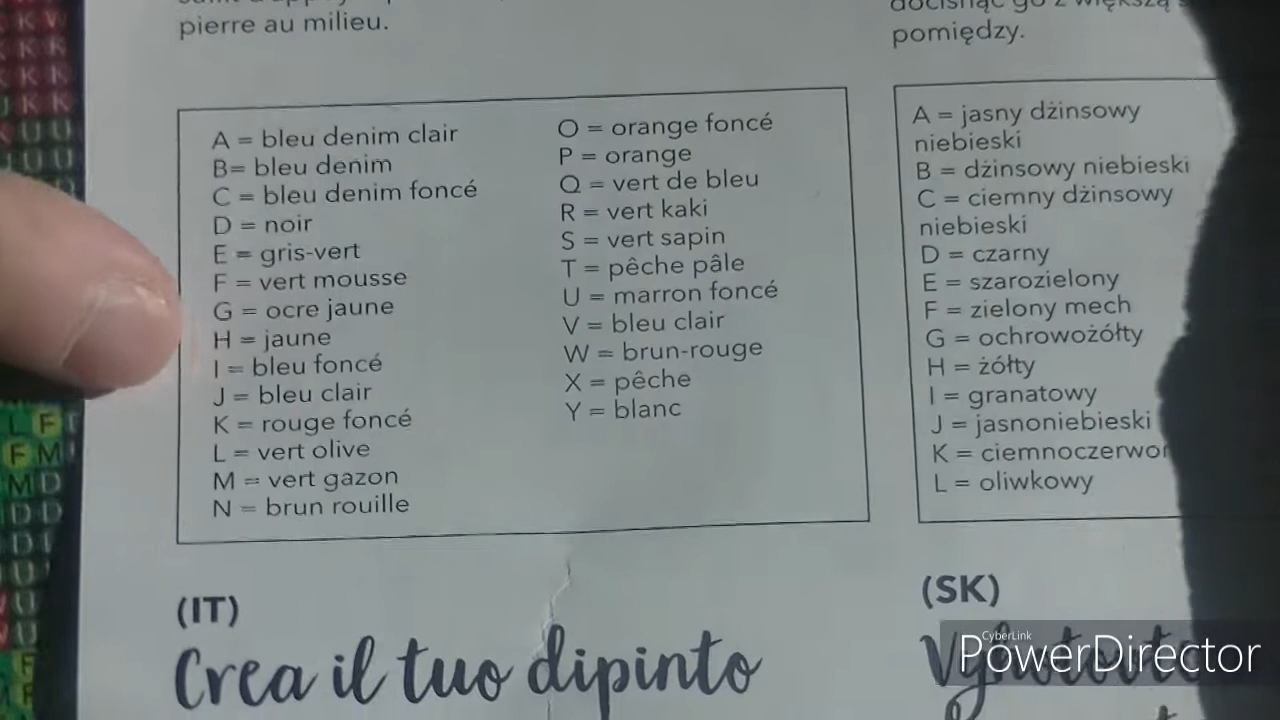 pierre au milieu.
A = bleu denim clair
B= bleu denim
C = bleu denim foncé
D = noir
E = gris-vert
F = vert mousse
G = ocre jaune
H = jaune
I = bleu foncé
J = bleu clair
K = rouge foncé
L = vert olive
M = vert gazon
N = brun rouille
O = orange foncé
P = orange
Q = vert de bleu
R = vert kaki
S = vert sapin
T = pêche pâle
U = marron foncé
V = bleu clair
W = brun-rouge
X = pêche
Y = blanc
(IT)
Crea il tuo dipinto
pomiędzy.
A = jasny dżinsowy
niebieski
B = dżinsowy niebieski
C = ciemny dżinsowy
niebieski
D = czarny
E = szarozielony
F = zielony mech
G = ochrowożółty
H = żółty
I = granatowy
J = jasnoniebieski
K =
L = oliwkowy
(SK)
CyberLink
PowerDirector